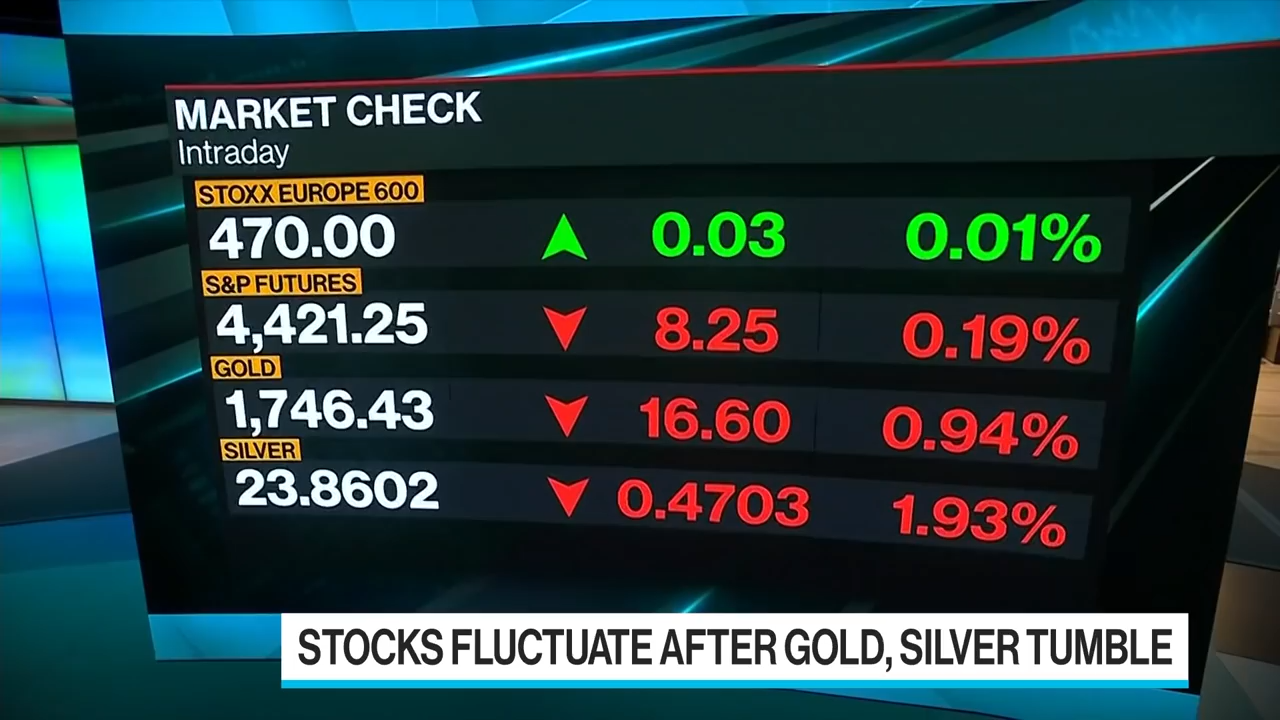 MARKET CHECK
Intraday
STOXX EUROPE 600
470.00 ▲ 0.03 0.01%
S&P FUTURES
4,421.25 ▼ 8.25 0.19%
GOLD
1,746.43 ▼ 16.60 0.94%
SILVER
23.8602 ▼ 0.4703 1.93%
STOCKS FLUCTUATE AFTER GOLD, SILVER TUMBLE